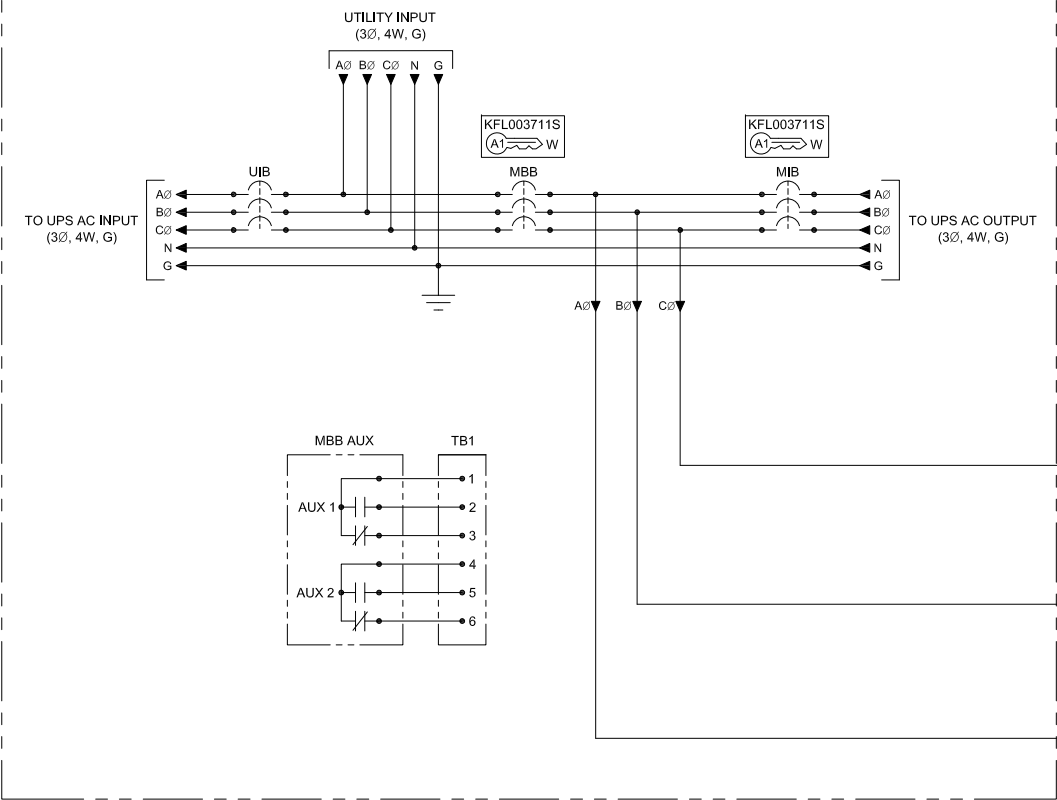 UTILITY INPUT
(3Ø, 4W, G)
AØ BØ CØ N G
KFL003711S
A1 W
KFL003711S
A1 W
UIB
MBB
MIB
TO UPS AC INPUT
(3Ø, 4W, G)
AØ
BØ
CØ
N
G
AØ
BØ
CØ
N
G
TO UPS AC OUTPUT
(3Ø, 4W, G)
AØ BØ CØ
MBB AUX
TB1
AUX 1
1
2
3
AUX 2
4
5
6